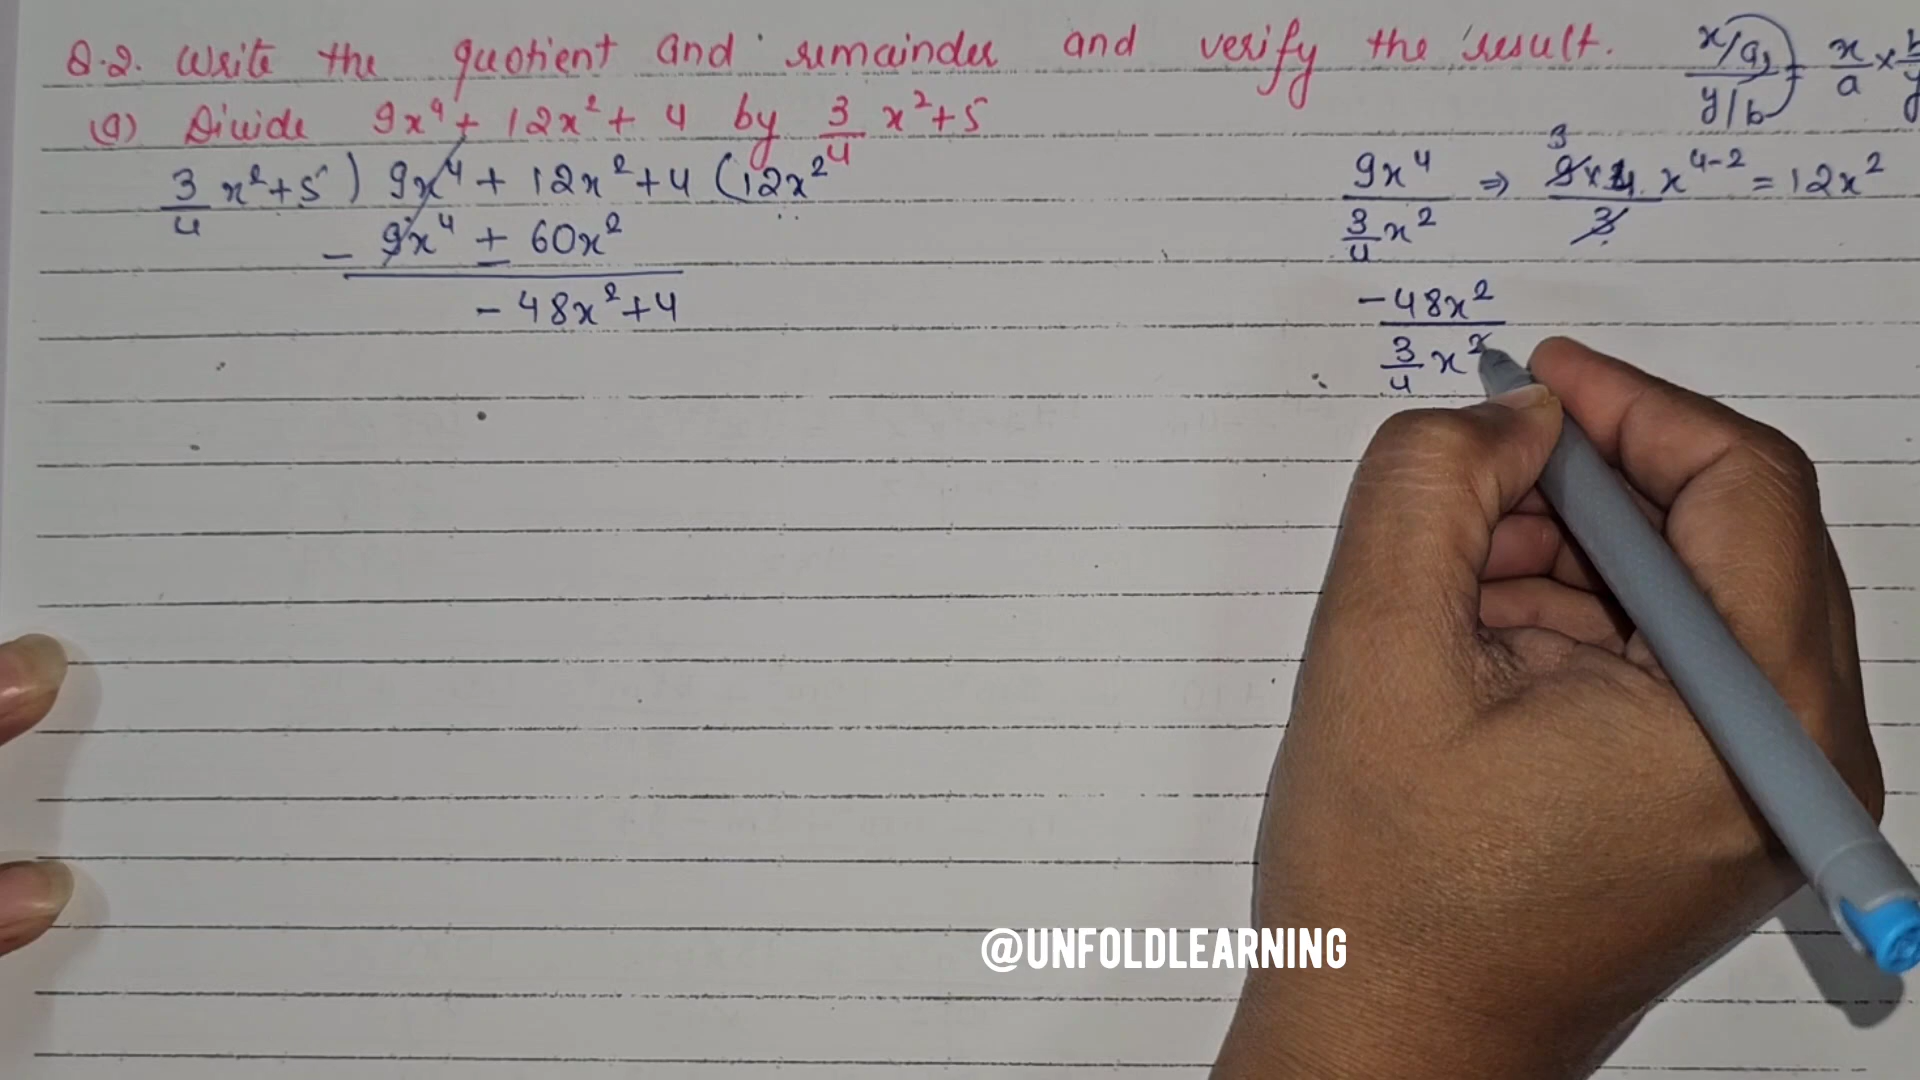 Q.2. Write the quotient and remainder and verify the result.
(a) Divide 9x⁴ + 12x² + 4 by 3/4 x² + 5
3/4 x² + 5 ) 9x⁴ + 12x² + 4 ( 12x²
- 9x⁴ + 60x²
-
- 48x² + 4
x/a / y/b = x/a × b/y
9x⁴ / 3/4 x² ⇒ 3 9×4 x⁴⁻² / 3 = 12x²
-48x² / 3/4 x²
@UNFOLDLEARNING